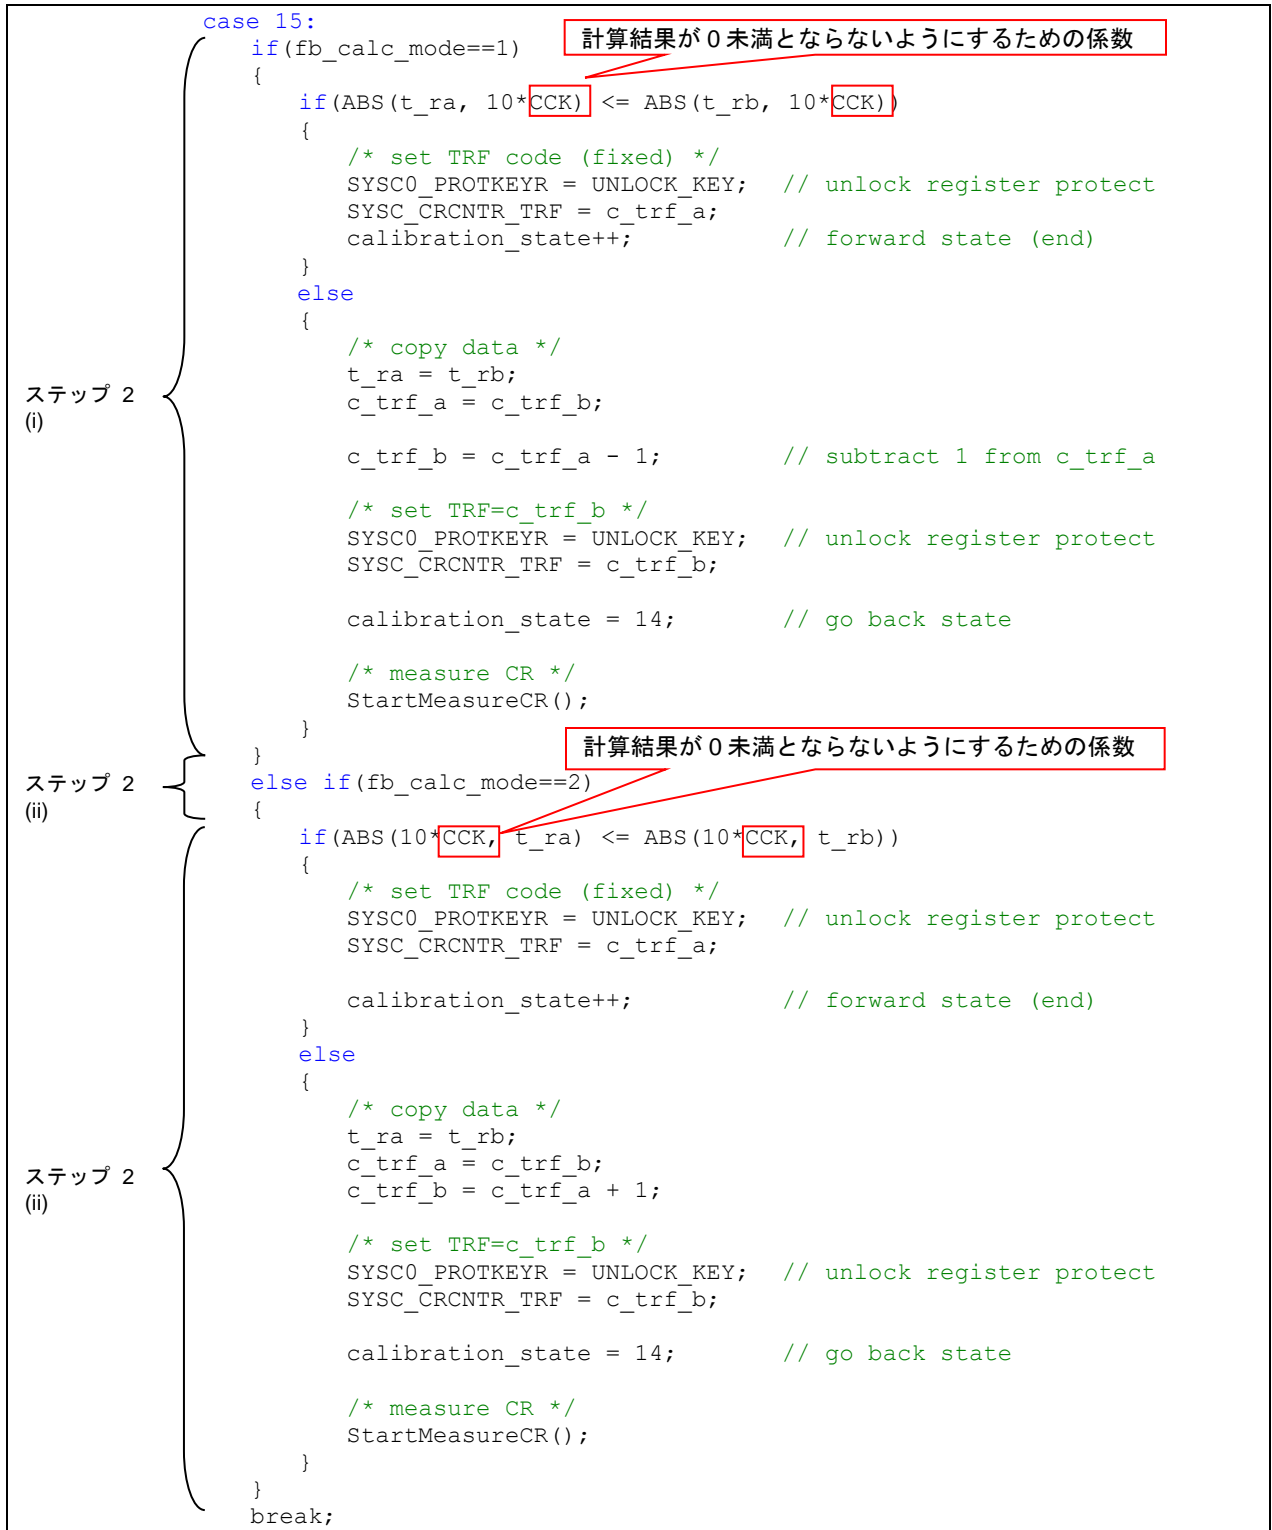 case 15:
if(fb_calc_mode==1)
計算結果が0未満とならないようにするための係数
{
if(ABS(t_ra, 10*CCK) <= ABS(t_rb, 10*CCK))
{
/* set TRF code (fixed) */
SYSC0_PROTKEYR = UNLOCK_KEY; // unlock register protect
SYSC_CRCNTR_TRF = c_trf_a;
calibration_state++; // forward state (end)
}
else
{
/* copy data */
t_ra = t_rb;
c_trf_a = c_trf_b;
ステップ 2
(i)
c_trf_b = c_trf_a - 1; // subtract 1 from c_trf_a
/* set TRF=c_trf_b */
SYSC0_PROTKEYR = UNLOCK_KEY; // unlock register protect
SYSC_CRCNTR_TRF = c_trf_b;
calibration_state = 14; // go back state
/* measure CR */
StartMeasureCR();
}
計算結果が0未満とならないようにするための係数
}
ステップ 2
(ii)
else if(fb_calc_mode==2)
{
if(ABS(10*CCK, t_ra) <= ABS(10*CCK, t_rb))
{
/* set TRF code (fixed) */
SYSC0_PROTKEYR = UNLOCK_KEY; // unlock register protect
SYSC_CRCNTR_TRF = c_trf_a;
calibration_state++; // forward state (end)
}
else
{
/* copy data */
t_ra = t_rb;
c_trf_a = c_trf_b;
c_trf_b = c_trf_a + 1;
ステップ 2
(ii)
/* set TRF=c_trf_b */
SYSC0_PROTKEYR = UNLOCK_KEY; // unlock register protect
SYSC_CRCNTR_TRF = c_trf_b;
calibration_state = 14; // go back state
/* measure CR */
StartMeasureCR();
}
}
break;